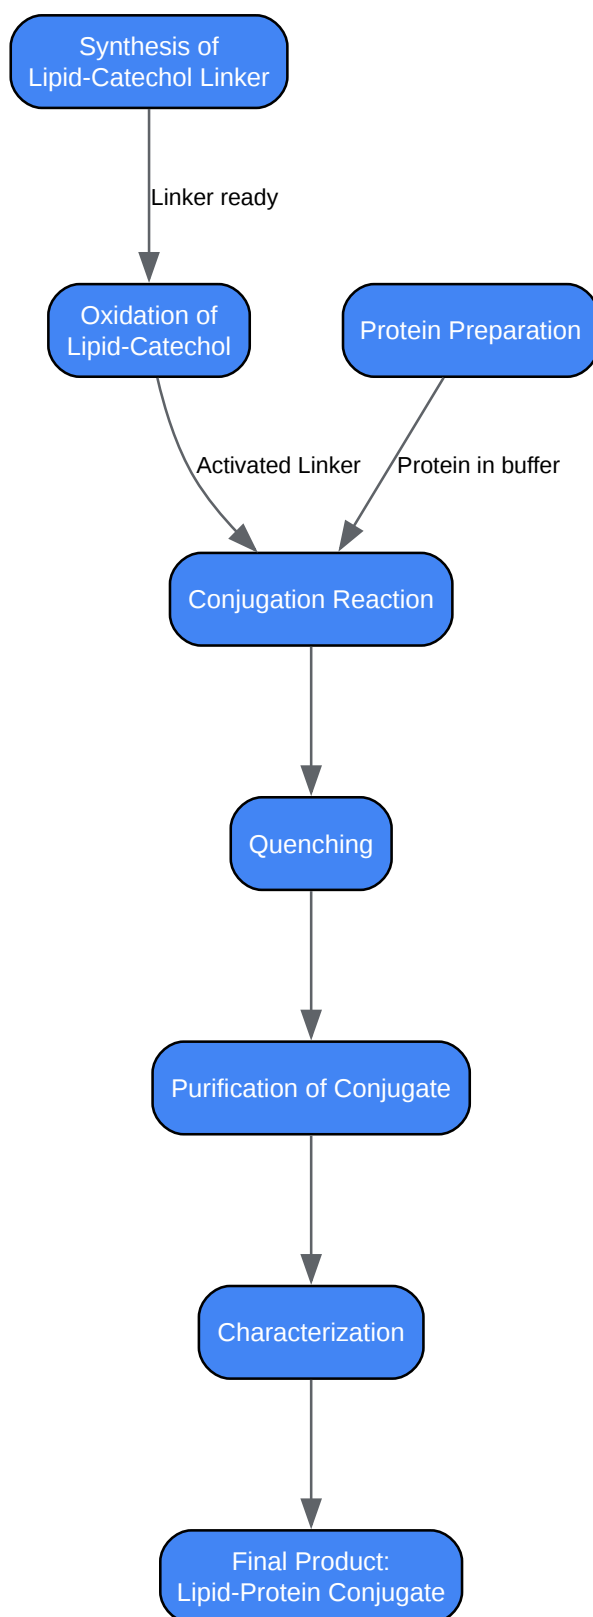 Synthesis of
Lipid-Catechol Linker
Linker ready
Oxidation of
Lipid-Catechol
Protein Preparation
Activated Linker
Protein in buffer
Conjugation Reaction
Quenching
Purification of Conjugate
Characterization
Final Product:
Lipid-Protein Conjugate